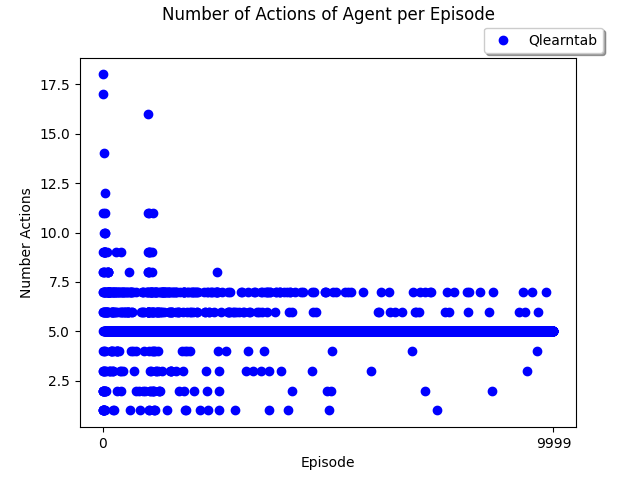 Number of Actions of Agent per Episode
Qlearntab
17.5
15.0
12.5
10.0
7.5
5.0
2.5
Number Actions
0 9999
Episode